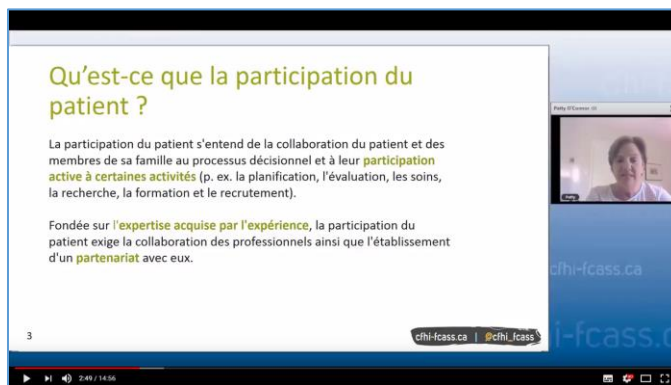 Qu'est-ce que la participation du
patient ?
La participation du patient s'entend de la collaboration du patient et des
membres de sa famille au processus décisionnel et à leur participation
active à certaines activités (p. ex. la planification, l'évaluation, les soins,
la recherche, la formation et le recrutement).
Fondée sur l'expertise acquise par l'expérience, la participation du
patient exige la collaboration des professionnels ainsi que l'établissement
d'un partenariat avec eux.
3
cfhi-fcass.ca | @cfhi_fcass
Patty O'Connor
Patty
cfhi-fcass.ca
i-fcass.c
2:49 / 14:56